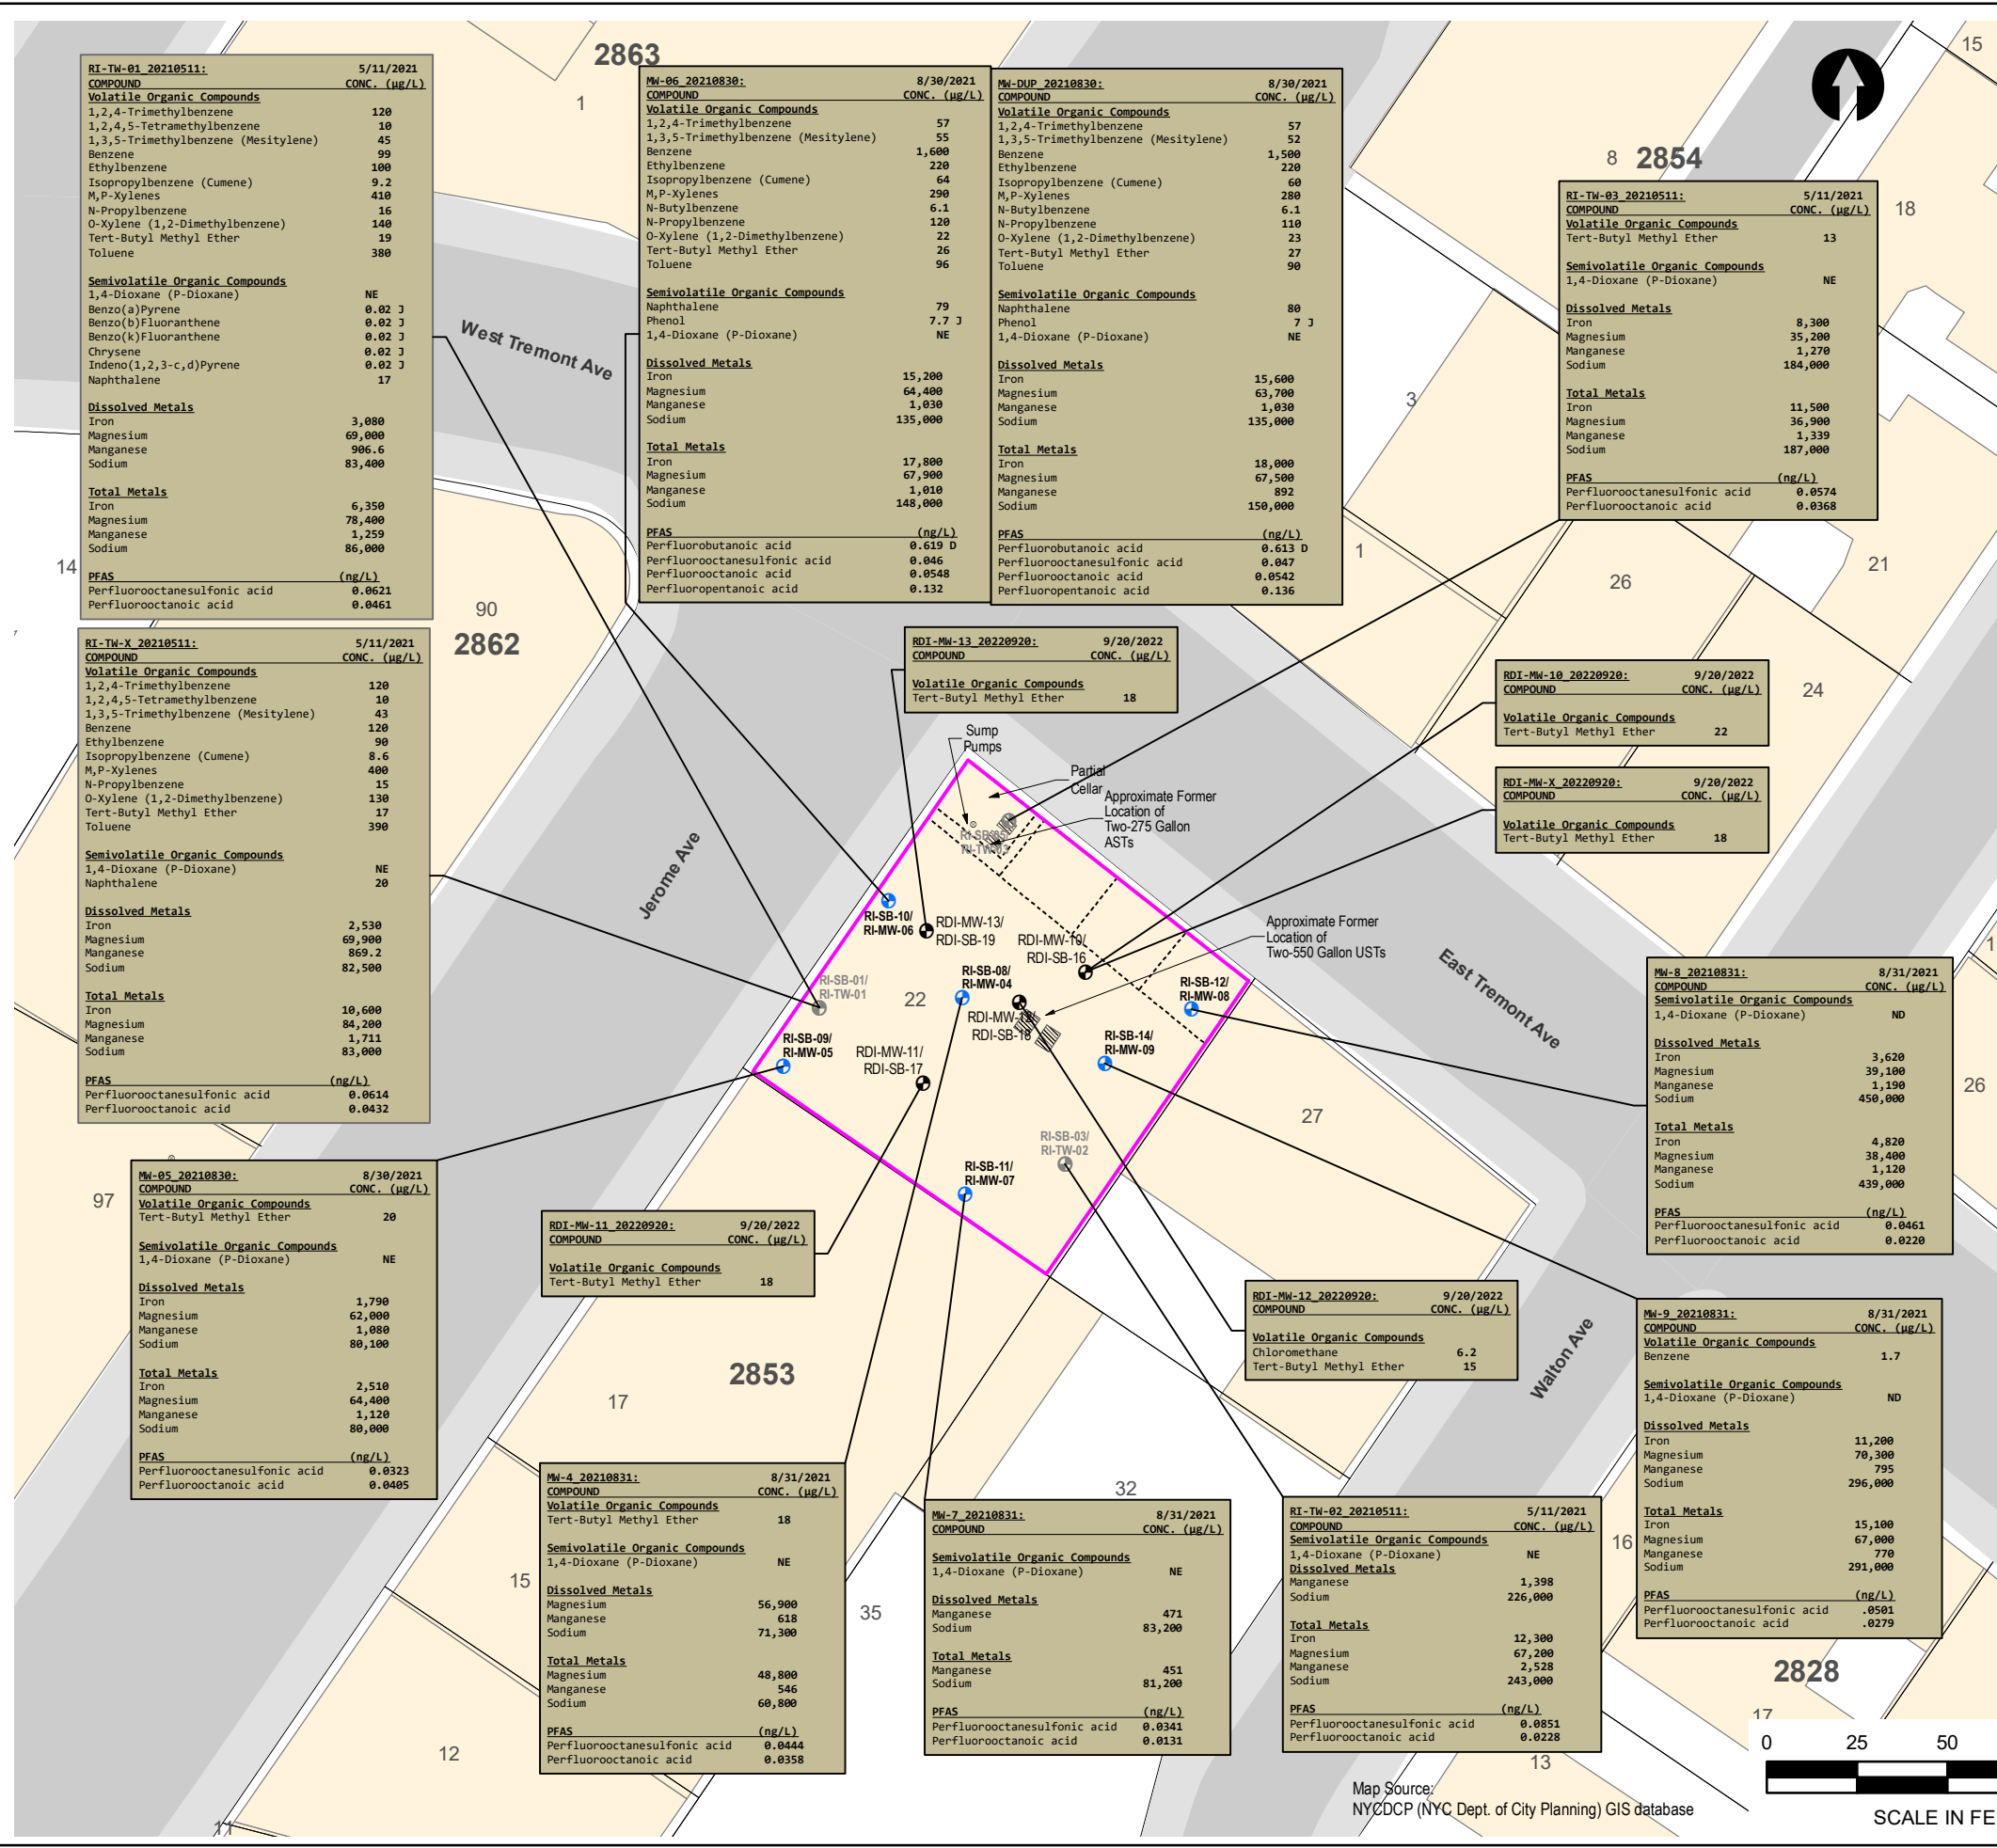 RI-TW-01_20210511: 5/11/2021
COMPOUND CONC. (µg/L)
Volatile Organic Compounds
1,2,4-Trimethylbenzene 120
1,2,4,5-Tetramethylbenzene 10
1,3,5-Trimethylbenzene (Mesitylene) 45
Benzene 99
Ethylbenzene 100
Isopropylbenzene (Cumene) 9.2
M,P-Xylenes 410
N-Propylbenzene 16
O-Xylene (1,2-Dimethylbenzene) 140
Tert-Butyl Methyl Ether 19
Toluene 380
Semivolatile Organic Compounds
1,4-Dioxane (P-Dioxane) NE
Benzo(a)Pyrene 0.02 J
Benzo(b)Fluoranthene 0.02 J
Benzo(k)Fluoranthene 0.02 J
Chrysene 0.02 J
Indeno(1,2,3-c,d)Pyrene 0.02 J
Naphthalene 17
Dissolved Metals
Iron 3,080
Magnesium 69,000
Manganese 906.6
Sodium 83,400
Total Metals
Iron 6,350
Magnesium 78,400
Manganese 1,259
Sodium 86,000
PFAS (ng/L)
Perfluorooctanesulfonic acid 0.0621
Perfluorooctanoic acid 0.0461
2863
1
MW-06_20210830: 8/30/2021
COMPOUND CONC. (µg/L)
Volatile Organic Compounds
1,2,4-Trimethylbenzene 57
1,3,5-Trimethylbenzene (Mesitylene) 55
Benzene 1,600
Ethylbenzene 220
Isopropylbenzene (Cumene) 64
M,P-Xylenes 290
N-Butylbenzene 6.1
N-Propylbenzene 120
O-Xylene (1,2-Dimethylbenzene) 22
Tert-Butyl Methyl Ether 26
Toluene 96
Semivolatile Organic Compounds
Naphthalene 79
Phenol 7.7 J
1,4-Dioxane (P-Dioxane) NE
Dissolved Metals
Iron 15,200
Magnesium 64,400
Manganese 1,030
Sodium 135,000
Total Metals
Iron 17,800
Magnesium 67,900
Manganese 1,010
Sodium 148,000
PFAS (ng/L)
Perfluorobutanoic acid 0.619 D
Perfluorooctanesulfonic acid 0.046
Perfluorooctanoic acid 0.0548
Perfluoropentanoic acid 0.132
MW-DUP_20210830: 8/30/2021
COMPOUND CONC. (µg/L)
Volatile Organic Compounds
1,2,4-Trimethylbenzene 57
1,3,5-Trimethylbenzene (Mesitylene) 52
Benzene 1,500
Ethylbenzene 220
Isopropylbenzene (Cumene) 60
M,P-Xylenes 280
N-Butylbenzene 6.1
N-Propylbenzene 110
O-Xylene (1,2-Dimethylbenzene) 23
Tert-Butyl Methyl Ether 27
Toluene 90
Semivolatile Organic Compounds
Naphthalene 80
Phenol 7 J
1,4-Dioxane (P-Dioxane) NE
Dissolved Metals
Iron 15,600
Magnesium 63,700
Manganese 1,030
Sodium 135,000
Total Metals
Iron 18,000
Magnesium 67,500
Manganese 892
Sodium 150,000
PFAS (ng/L)
Perfluorobutanoic acid 0.613 D
Perfluorooctanesulfonic acid 0.047
Perfluorooctanoic acid 0.0542
Perfluoropentanoic acid 0.136
15
8 2854
18
RI-TW-03_20210511: 5/11/2021
COMPOUND CONC. (µg/L)
Volatile Organic Compounds
Tert-Butyl Methyl Ether 13
Semivolatile Organic Compounds
1,4-Dioxane (P-Dioxane) NE
Dissolved Metals
Iron 8,300
Magnesium 35,200
Manganese 1,270
Sodium 184,000
Total Metals
Iron 11,500
Magnesium 36,900
Manganese 1,339
Sodium 187,000
PFAS (ng/L)
Perfluorooctanesulfonic acid 0.0574
Perfluorooctanoic acid 0.0368
West Tremont Ave
3
1
26
21
24
14
90
2862
RI-TW-X_20210511: 5/11/2021
COMPOUND CONC. (µg/L)
Volatile Organic Compounds
1,2,4-Trimethylbenzene 120
1,2,4,5-Tetramethylbenzene 10
1,3,5-Trimethylbenzene (Mesitylene) 43
Benzene 120
Ethylbenzene 90
Isopropylbenzene (Cumene) 8.6
M,P-Xylenes 400
N-Propylbenzene 15
O-Xylene (1,2-Dimethylbenzene) 130
Tert-Butyl Methyl Ether 17
Toluene 390
Semivolatile Organic Compounds
1,4-Dioxane (P-Dioxane) NE
Naphthalene 20
Dissolved Metals
Iron 2,530
Magnesium 69,900
Manganese 869.2
Sodium 82,500
Total Metals
Iron 10,600
Magnesium 84,200
Manganese 1,711
Sodium 83,000
PFAS (ng/L)
Perfluorooctanesulfonic acid 0.0614
Perfluorooctanoic acid 0.0432
RDI-MW-13_20220920: 9/20/2022
COMPOUND CONC. (µg/L)
Volatile Organic Compounds
Tert-Butyl Methyl Ether 18
RDI-MW-10_20220920: 9/20/2022
COMPOUND CONC. (µg/L)
Volatile Organic Compounds
Tert-Butyl Methyl Ether 22
RDI-MW-X_20220920: 9/20/2022
COMPOUND CONC. (µg/L)
Volatile Organic Compounds
Tert-Butyl Methyl Ether 18
Sump
Pumps
Partial
Cellar
Approximate Former
Location of
Two-275 Gallon
ASTs
RI-SB-05/
RI-TW-03
Jerome Ave
RI-SB-10/
RI-MW-06
RDI-MW-13/
RDI-SB-19
RDI-MW-10/
RDI-SB-16
Approximate Former
Location of
Two-550 Gallon USTs
East Tremont Ave
RI-SB-01/
RI-TW-01
22
RI-SB-08/
RI-MW-04
RI-SB-12/
RI-MW-08
RDI-MW-12/
RDI-SB-18
RI-SB-09/
RI-MW-05
RDI-MW-11/
RDI-SB-17
RI-SB-14/
RI-MW-09
RI-SB-03/
RI-TW-02
RI-SB-11/
RI-MW-07
27
MW-8_20210831: 8/31/2021
COMPOUND CONC. (µg/L)
Semivolatile Organic Compounds
1,4-Dioxane (P-Dioxane) ND
Dissolved Metals
Iron 3,620
Magnesium 39,100
Manganese 1,190
Sodium 450,000
Total Metals
Iron 4,820
Magnesium 38,400
Manganese 1,120
Sodium 439,000
PFAS (ng/L)
Perfluorooctanesulfonic acid 0.0461
Perfluorooctanoic acid 0.0220
26
97
MW-05_20210830: 8/30/2021
COMPOUND CONC. (µg/L)
Volatile Organic Compounds
Tert-Butyl Methyl Ether 20
Semivolatile Organic Compounds
1,4-Dioxane (P-Dioxane) NE
Dissolved Metals
Iron 1,790
Magnesium 62,000
Manganese 1,080
Sodium 80,100
Total Metals
Iron 2,510
Magnesium 64,400
Manganese 1,120
Sodium 80,000
PFAS (ng/L)
Perfluorooctanesulfonic acid 0.0323
Perfluorooctanoic acid 0.0405
RDI-MW-11_20220920: 9/20/2022
COMPOUND CONC. (µg/L)
Volatile Organic Compounds
Tert-Butyl Methyl Ether 18
RDI-MW-12_20220920: 9/20/2022
COMPOUND CONC. (µg/L)
Volatile Organic Compounds
Chloromethane 6.2
Tert-Butyl Methyl Ether 15
Walton Ave
2853
17
MW-9_20210831: 8/31/2021
COMPOUND CONC. (µg/L)
Volatile Organic Compounds
Benzene 1.7
Semivolatile Organic Compounds
1,4-Dioxane (P-Dioxane) ND
Dissolved Metals
Iron 11,200
Magnesium 70,300
Manganese 795
Sodium 296,000
Total Metals
Iron 15,100
Magnesium 67,000
Manganese 770
Sodium 291,000
PFAS (ng/L)
Perfluorooctanesulfonic acid .0501
Perfluorooctanoic acid .0279
MW-4_20210831: 8/31/2021
COMPOUND CONC. (µg/L)
Volatile Organic Compounds
Tert-Butyl Methyl Ether 18
Semivolatile Organic Compounds
1,4-Dioxane (P-Dioxane) NE
Dissolved Metals
Magnesium 56,900
Manganese 618
Sodium 71,300
Total Metals
Magnesium 48,800
Manganese 546
Sodium 60,800
PFAS (ng/L)
Perfluorooctanesulfonic acid 0.0444
Perfluorooctanoic acid 0.0358
32
MW-7_20210831: 8/31/2021
COMPOUND CONC. (µg/L)
Semivolatile Organic Compounds
1,4-Dioxane (P-Dioxane) NE
Dissolved Metals
Manganese 471
Sodium 83,200
Total Metals
Manganese 451
Sodium 81,200
PFAS (ng/L)
Perfluorooctanesulfonic acid 0.0341
Perfluorooctanoic acid 0.0131
RI-TW-02_20210511: 5/11/2021
COMPOUND CONC. (µg/L)
Semivolatile Organic Compounds
1,4-Dioxane (P-Dioxane) NE
Dissolved Metals
Manganese 1,398
Sodium 226,000
Total Metals
Iron 12,300
Magnesium 67,200
Manganese 2,528
Sodium 243,000
PFAS (ng/L)
Perfluorooctanesulfonic acid 0.0851
Perfluorooctanoic acid 0.0228
16
15
35
12
11
2828
17
13
0 25 50
SCALE IN FE
Map Source:
NYCDCP (NYC Dept. of City Planning) GIS database